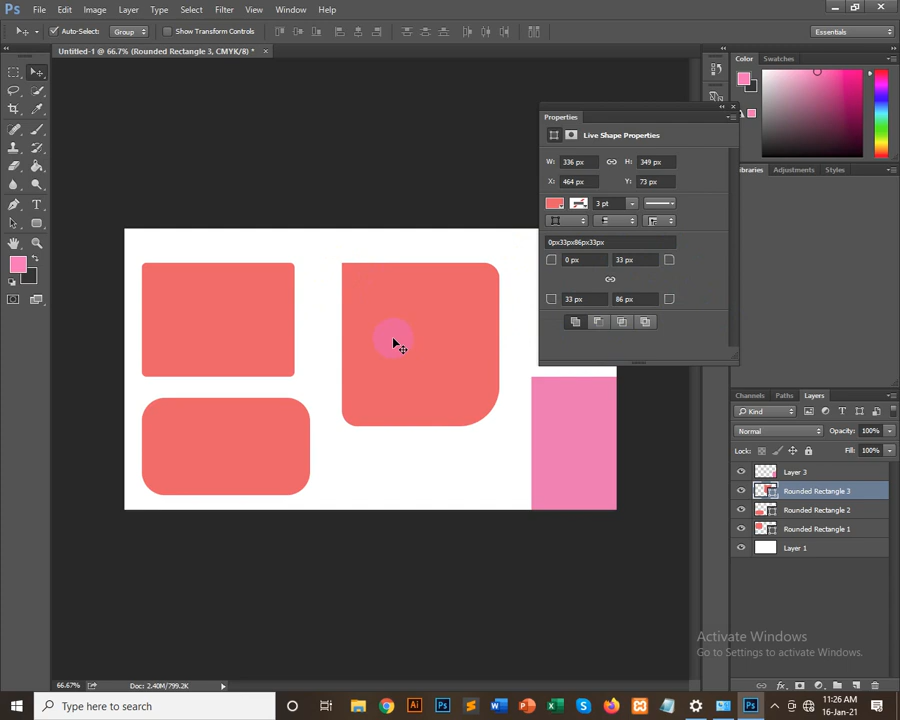 Ps File Edit Image Layer Type Select Filter View Window Help
Auto-Select: Group Show Transform Controls Essentials
Untitled-1 @ 66.7% (Rounded Rectangle 3, CMYK/8) * ×
Color Swatches
Properties
Live Shape Properties
W: 336 px H: 349 px
X: 464 px Y: 73 px
3 pt
0px33px86px33px
0 px 33 px
33 px 86 px
Libraries Adjustments Styles
Channels Paths Layers
Kind
Normal Opacity: 100%
Lock: Fill: 100%
Layer 3
Rounded Rectangle 3
Rounded Rectangle 2
Rounded Rectangle 1
Layer 1
Activate Windows
Go to Settings to activate Windows.
66.67% Doc: 2.40M/799.2K
Type here to search
11:26 AM
16-Jan-21